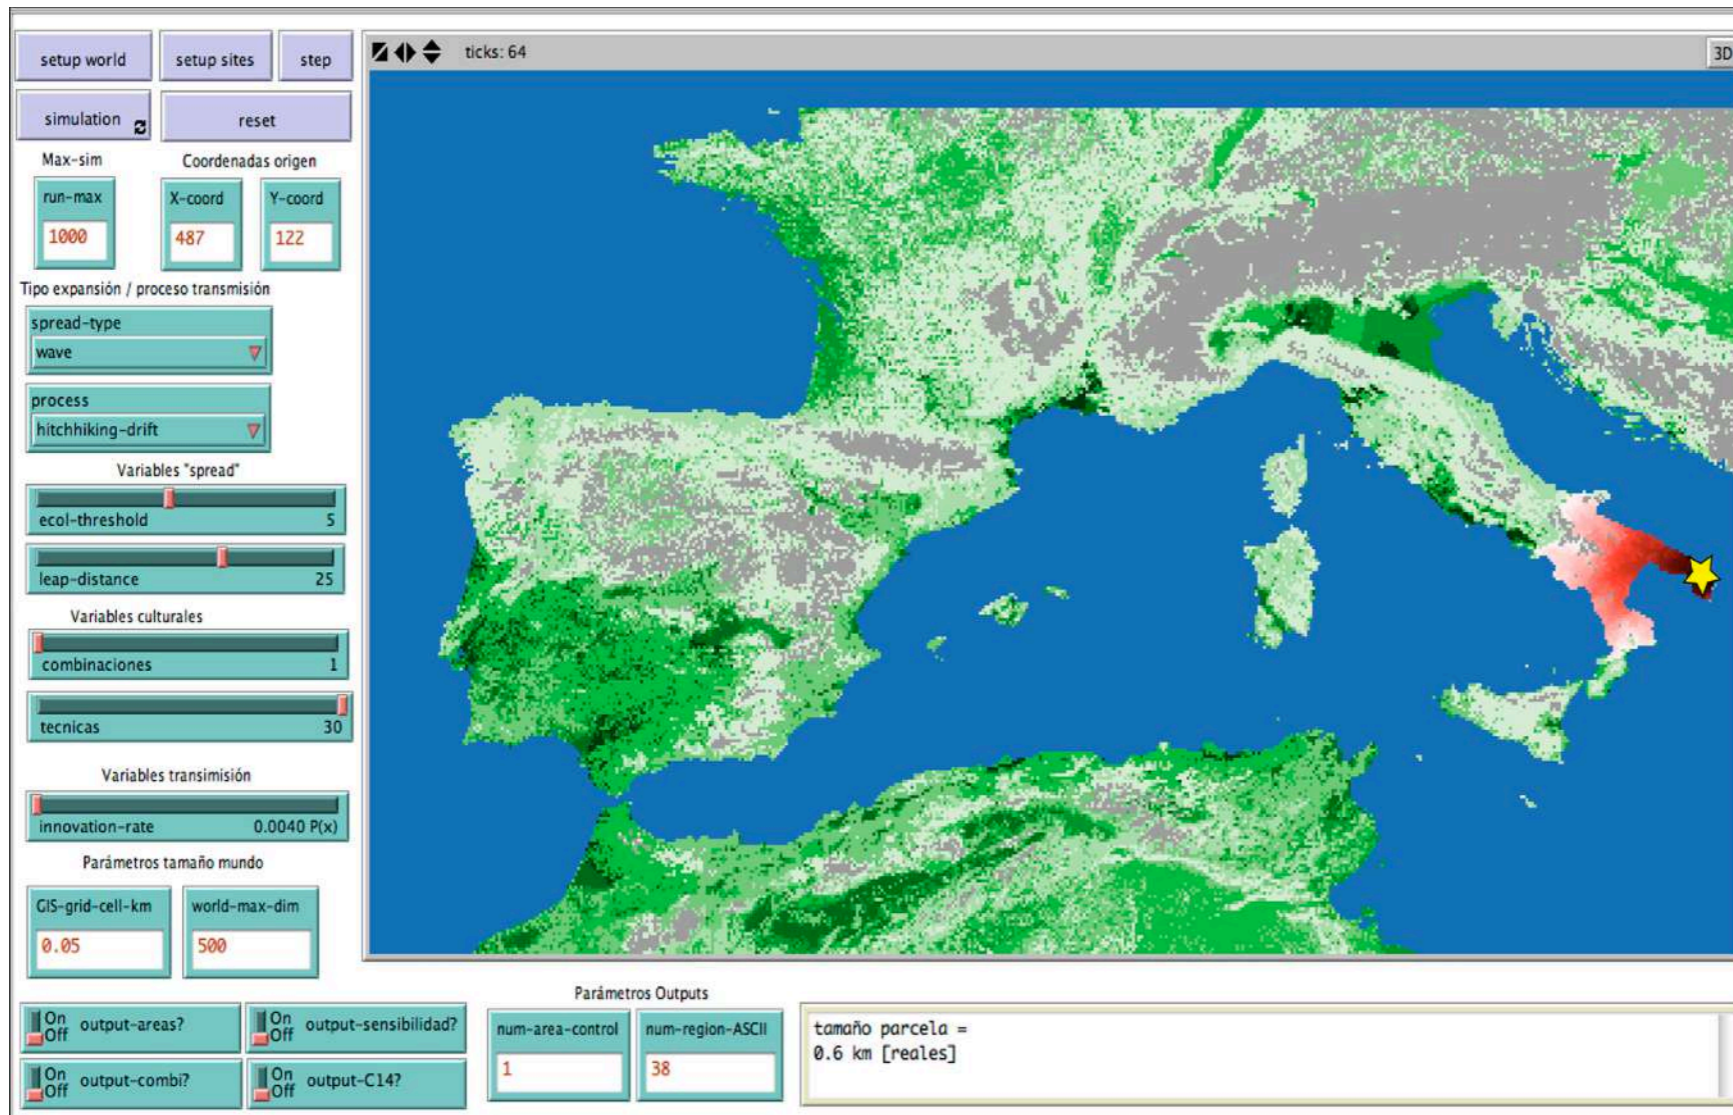 setup world
setup sites
step
ticks: 64
3D
simulation
reset
Max-sim
Coordenadas origen
run-max
1000
X-coord
487
Y-coord
122
Tipo expansión / proceso transmisión
spread-type
wave
process
hitchhiking-drift
Variables "spread"
ecol-threshold 5
leap-distance 25
Variables culturales
combinaciones 1
tecnicas 30
Variables transimisión
innovation-rate 0.0040 P(x)
Parámetros tamaño mundo
GIS-grid-cell-km
0.05
world-max-dim
500
On
Off
output-areas?
On
Off
output-sensibilidad?
On
Off
output-combi?
On
Off
output-C14?
Parámetros Outputs
num-area-control
1
num-region-ASCII
38
tamaño parcela =
0.6 km [reales]